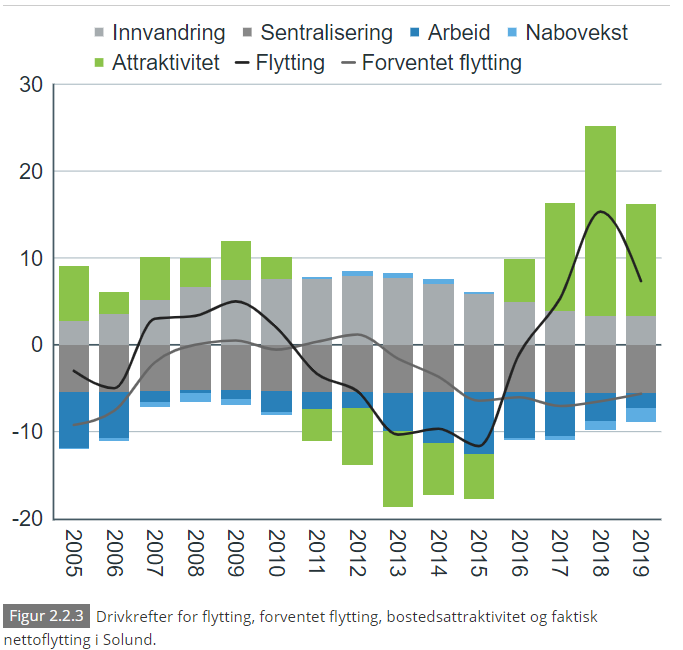 Innvandring Sentralisering Arbeid Nabovekst
Attraktivitet Flytting Forventet flytting
30
20
10
0
-10
-20
2005 2006 2007 2008 2009 2010 2011 2012 2013 2014 2015 2016 2017 2018 2019
Figur 2.2.3 Drivkrefter for flytting, forventet flytting, bostedsattraktivitet og faktisk
nettoflytting i Solund.